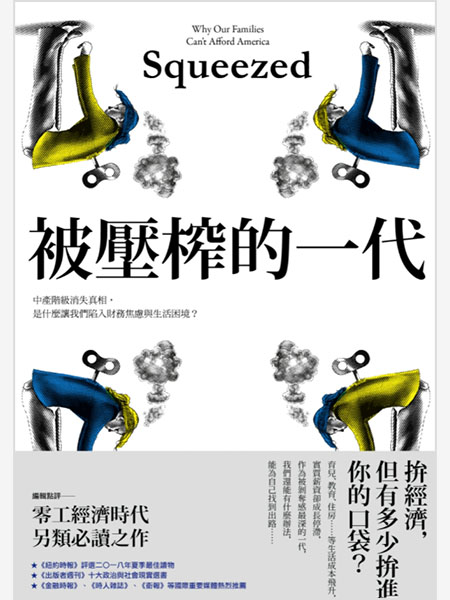 Why Our Families
Can't Afford America
Squeezed
被壓榨的一代
中產階級消失真相，
是什麼讓我們陷入財務焦慮與生活困境？
拚經濟，
但有多少拚進
你的口袋？
育兒、教育、住房……等生活成本飛升，
實質薪資卻成長停滯，
作為被剝奪感最深的一代，
我們還能有什麼辦法，
能為自己找到出路……
編輯點評——
零工經濟時代
另類必讀之作
★《紐約時報》評選二〇一八年夏季最佳讀物
★《出版者週刊》十大政治與社會現實選書
★《金融時報》、《時人雜誌》、《衛報》等國際重要媒體熱烈推薦